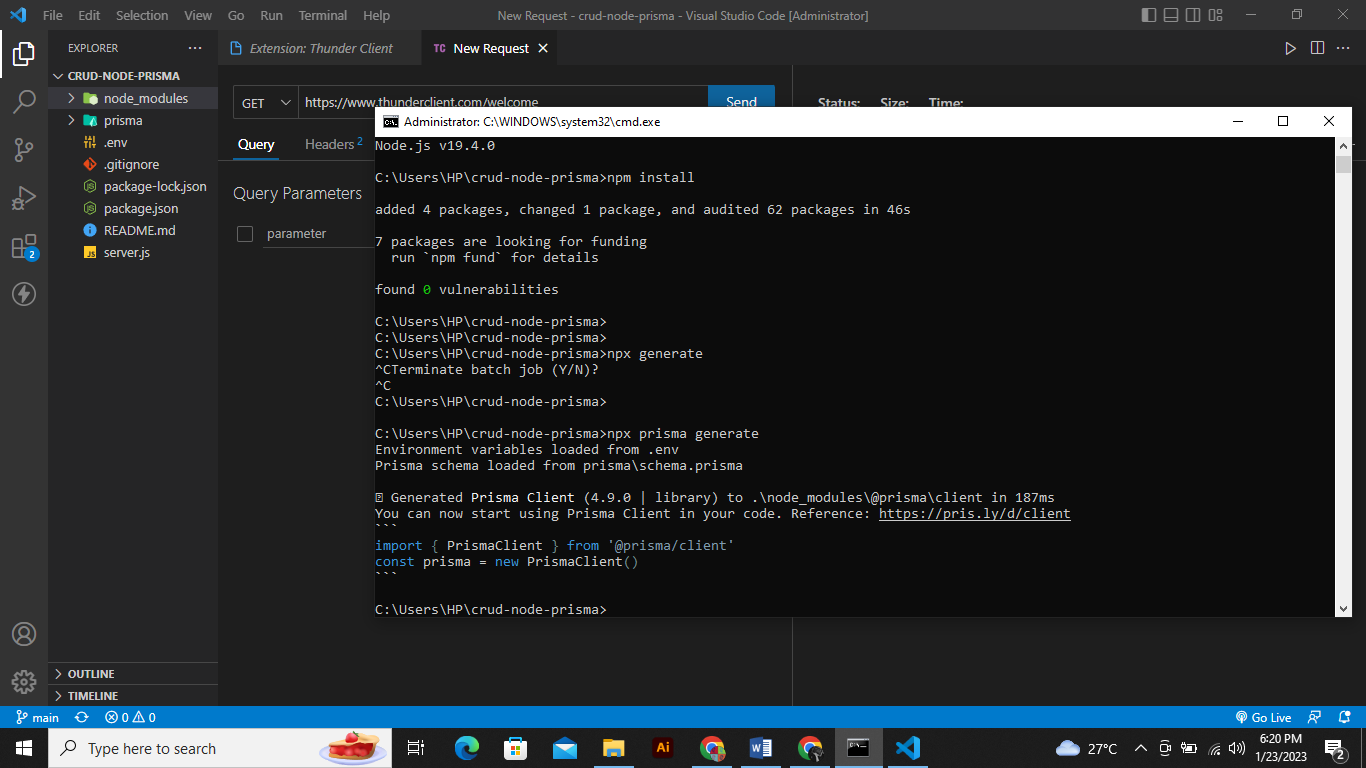 File Edit Selection View Go Run Terminal Help
New Request - crud-node-prisma - Visual Studio Code [Administrator]
EXPLORER
Extension: Thunder Client
TC New Request
CRUD-NODE-PRISMA
node_modules
prisma
.env
.gitignore
package-lock.json
package.json
README.md
JS server.js
2
OUTLINE
TIMELINE
GET
https://www.thunderclient.com/welcome
Send
Status: Size: Time:
Query
Headers 2
Query Parameters
parameter
Administrator: C:\WINDOWS\system32\cmd.exe
Node.js v19.4.0
C:\Users\HP\crud-node-prisma>npm install
added 4 packages, changed 1 package, and audited 62 packages in 46s
7 packages are looking for funding
run `npm fund` for details
found 0 vulnerabilities
C:\Users\HP\crud-node-prisma>
C:\Users\HP\crud-node-prisma>
C:\Users\HP\crud-node-prisma>npx generate
^CTerminate batch job (Y/N)?
^C
C:\Users\HP\crud-node-prisma>
C:\Users\HP\crud-node-prisma>npx prisma generate
Environment variables loaded from .env
Prisma schema loaded from prisma\schema.prisma
Generated Prisma Client (4.9.0 | library) to .\node_modules\@prisma\client in 187ms
You can now start using Prisma Client in your code. Reference: https://pris.ly/d/client
```
import { PrismaClient } from '@prisma/client'
const prisma = new PrismaClient()
```
C:\Users\HP\crud-node-prisma>
main
0 0
Go Live
Type here to search
Ai
27°C
6:20 PM
1/23/2023
2